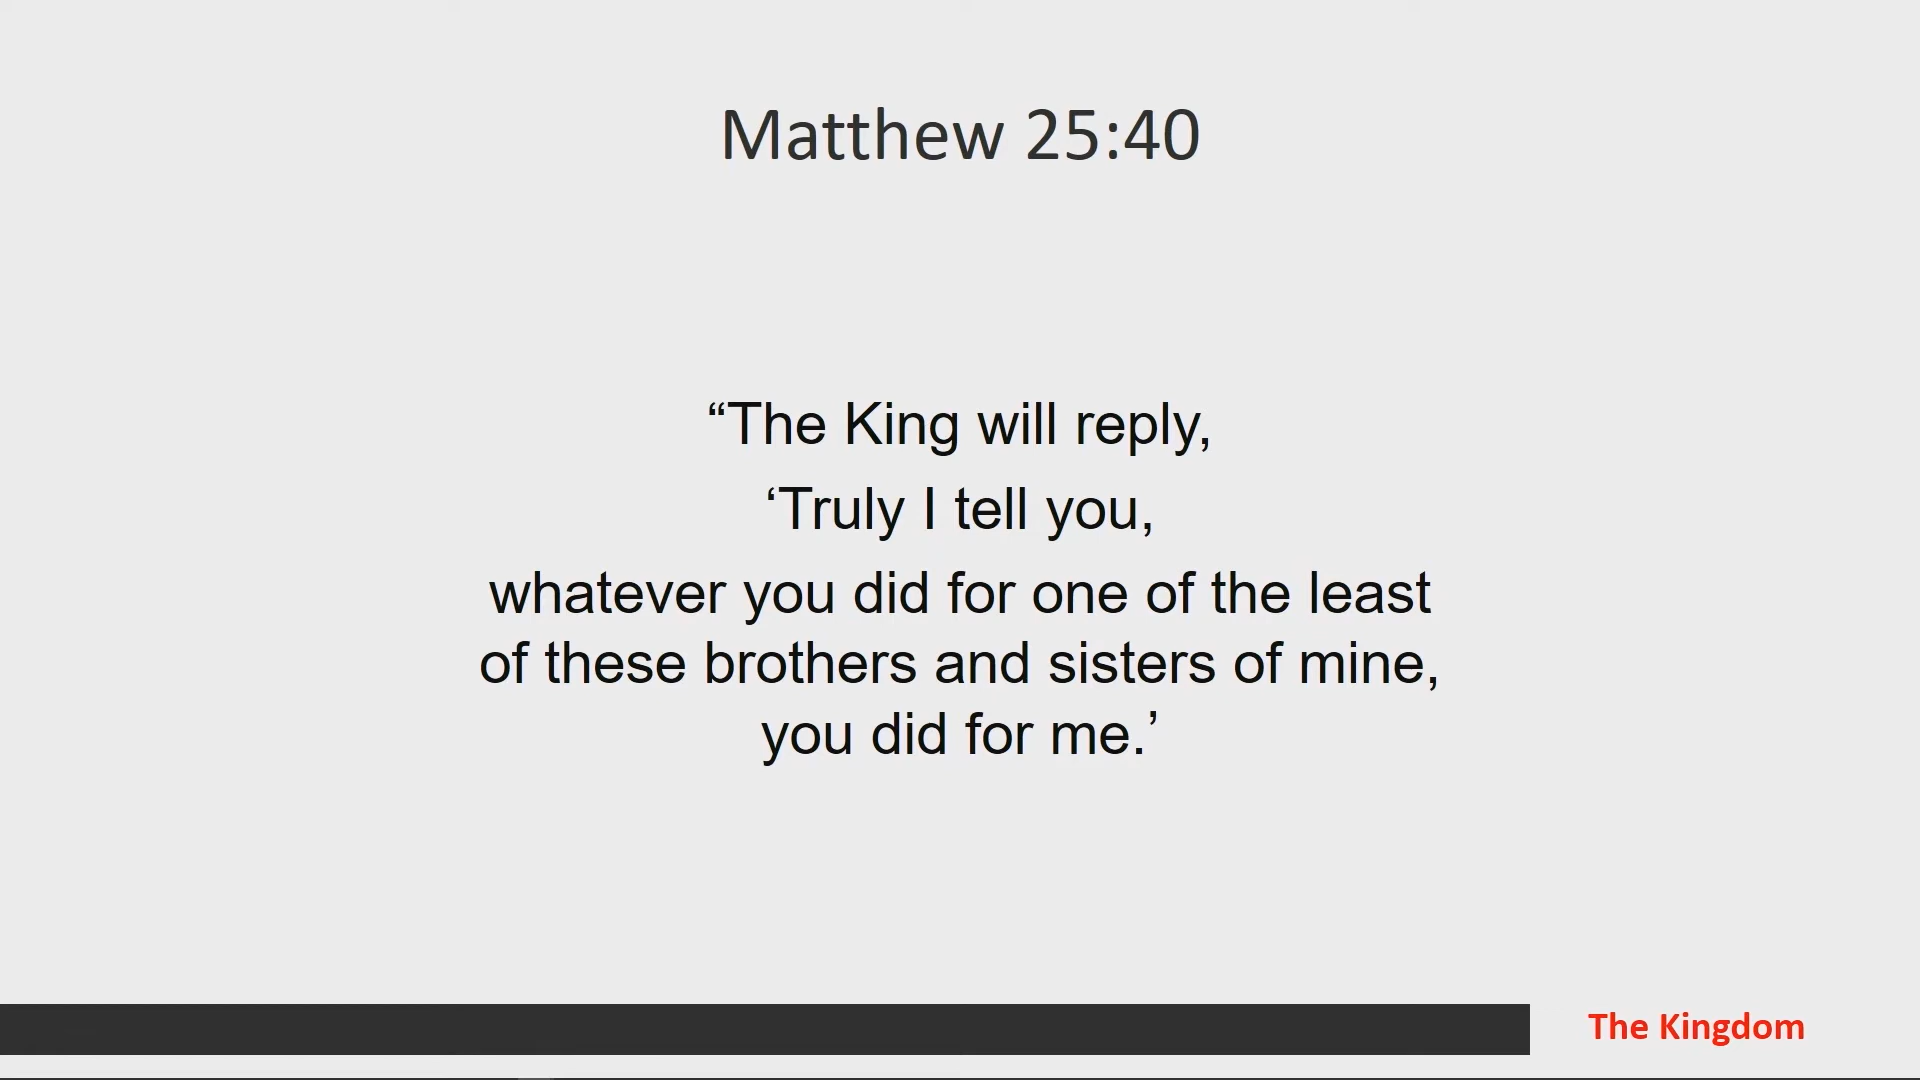 Matthew 25:40
“The King will reply,
‘Truly I tell you,
whatever you did for one of the least
of these brothers and sisters of mine,
you did for me.’
The Kingdom